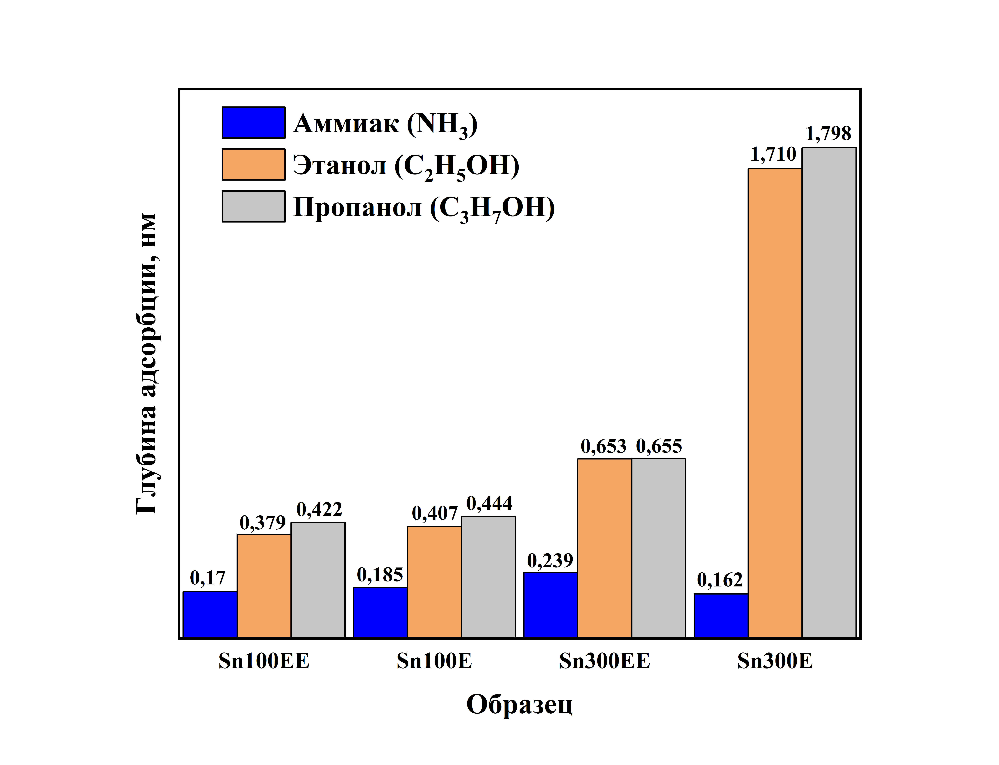 Аммиак (NH₃)
Этанол (C₂H₅OH)
Пропанол (C₃H₇OH)
Глубина адсорбции, нм
0,17
0,379
0,422
0,185
0,407
0,444
0,239
0,653
0,655
0,162
1,710
1,798
Sn100EE
Sn100E
Sn300EE
Sn300E
Образец